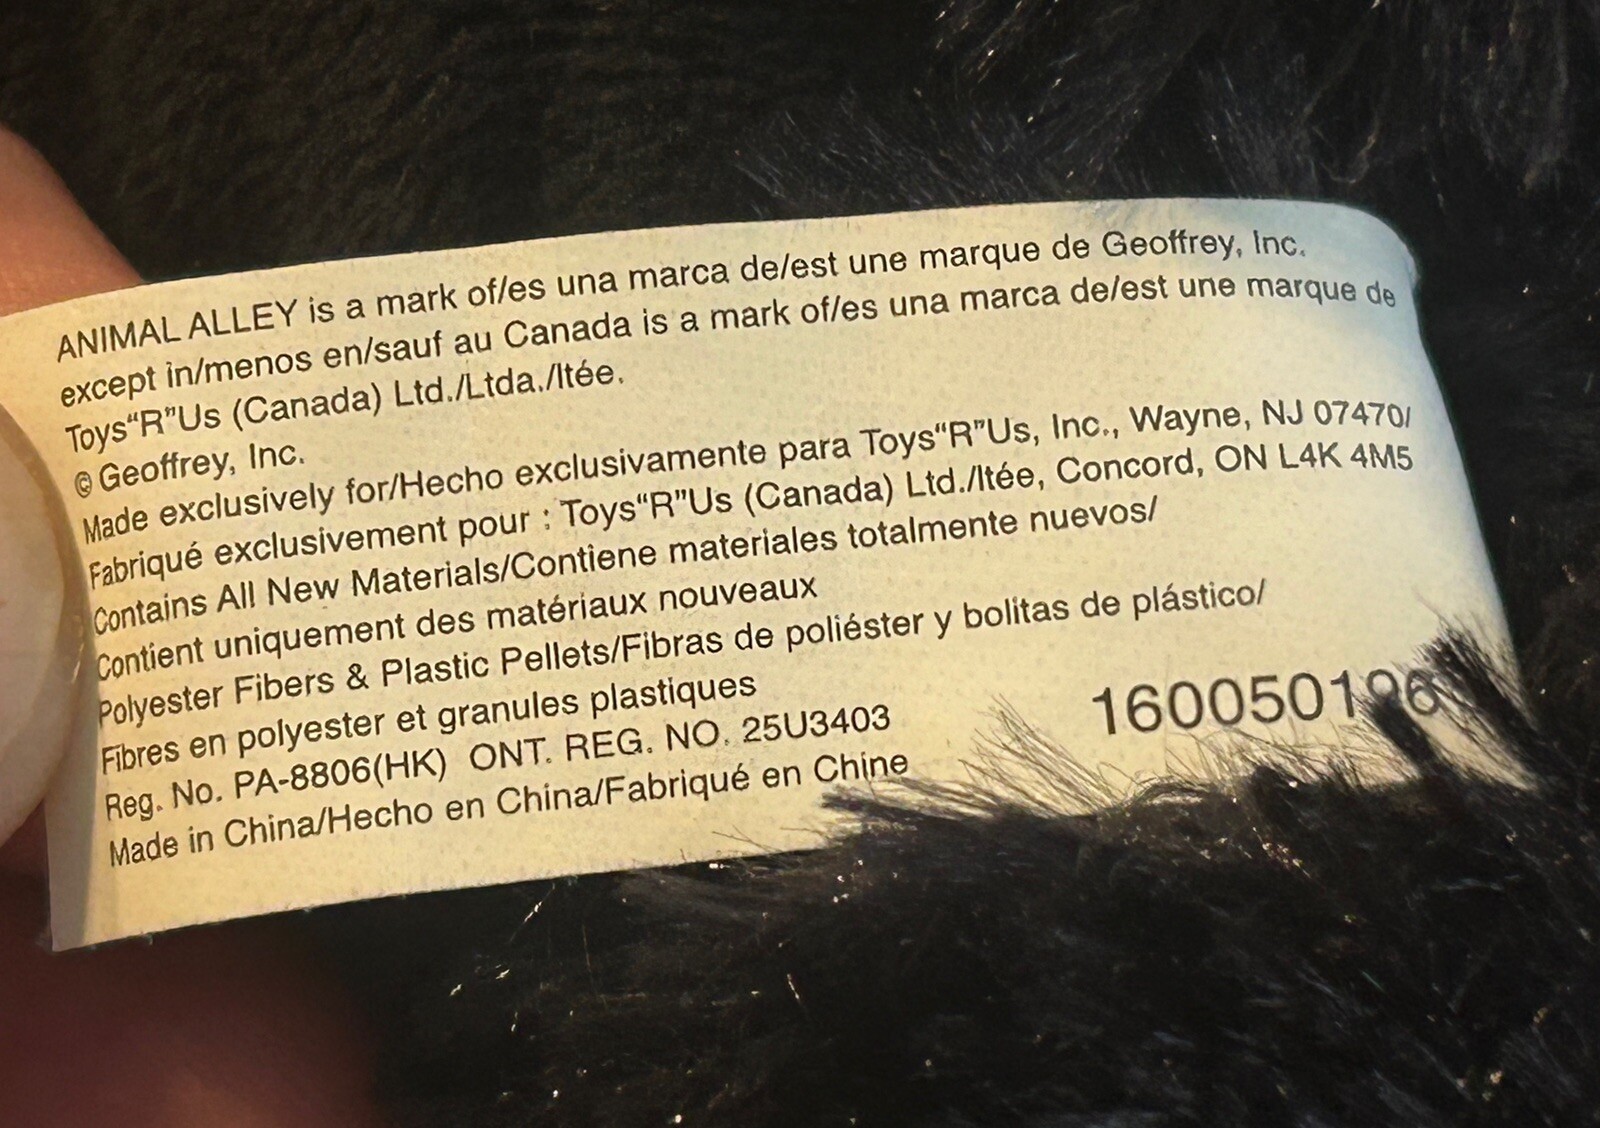 ANIMAL ALLEY is a mark of/es una marca de/est une marque de Geoffrey, Inc.
except in/menos en/sauf au Canada is a mark of/es una marca de/est une marque de
Toys“R”Us (Canada) Ltd./Ltda./ltée.
© Geoffrey, Inc.
Made exclusively for/Hecho exclusivamente para Toys“R”Us, Inc., Wayne, NJ 07470/
Fabriqué exclusivement pour : Toys“R”Us (Canada) Ltd./ltée, Concord, ON L4K 4M5
Contains All New Materials/Contiene materiales totalmente nuevos/
Contient uniquement des matériaux nouveaux
Polyester Fibers & Plastic Pellets/Fibras de poliéster y bolitas de plástico/
Fibres en polyester et granules plastiques
Reg. No. PA-8806(HK) ONT. REG. NO. 25U3403
Made in China/Hecho en China/Fabriqué en Chine